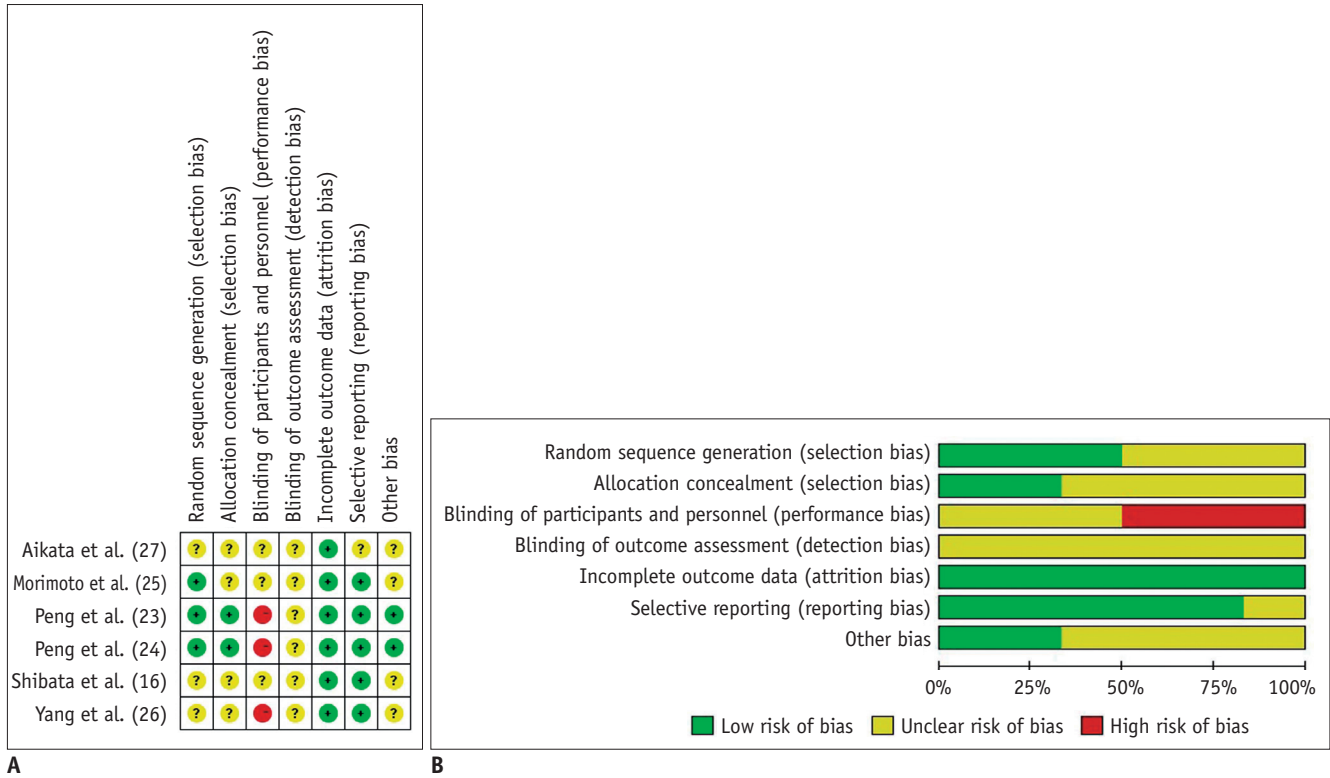 Random sequence generation (selection bias)
Allocation concealment (selection bias)
Blinding of participants and personnel (performance bias)
Blinding of outcome assessment (detection bias)
Incomplete outcome data (attrition bias)
Selective reporting (reporting bias)
Other bias
Aikata et al. (27) ? ? ? ? + ? ?
Morimoto et al. (25) + ? ? ? + + ?
Peng et al. (23) + + - ? + + +
Peng et al. (24) + + - ? + + +
Shibata et al. (16) ? ? ? ? + + ?
Yang et al. (26) ? ? - ? + + ?
A
Random sequence generation (selection bias)
Allocation concealment (selection bias)
Blinding of participants and personnel (performance bias)
Blinding of outcome assessment (detection bias)
Incomplete outcome data (attrition bias)
Selective reporting (reporting bias)
Other bias
0% 25% 50% 75% 100%
Low risk of bias Unclear risk of bias High risk of bias
B